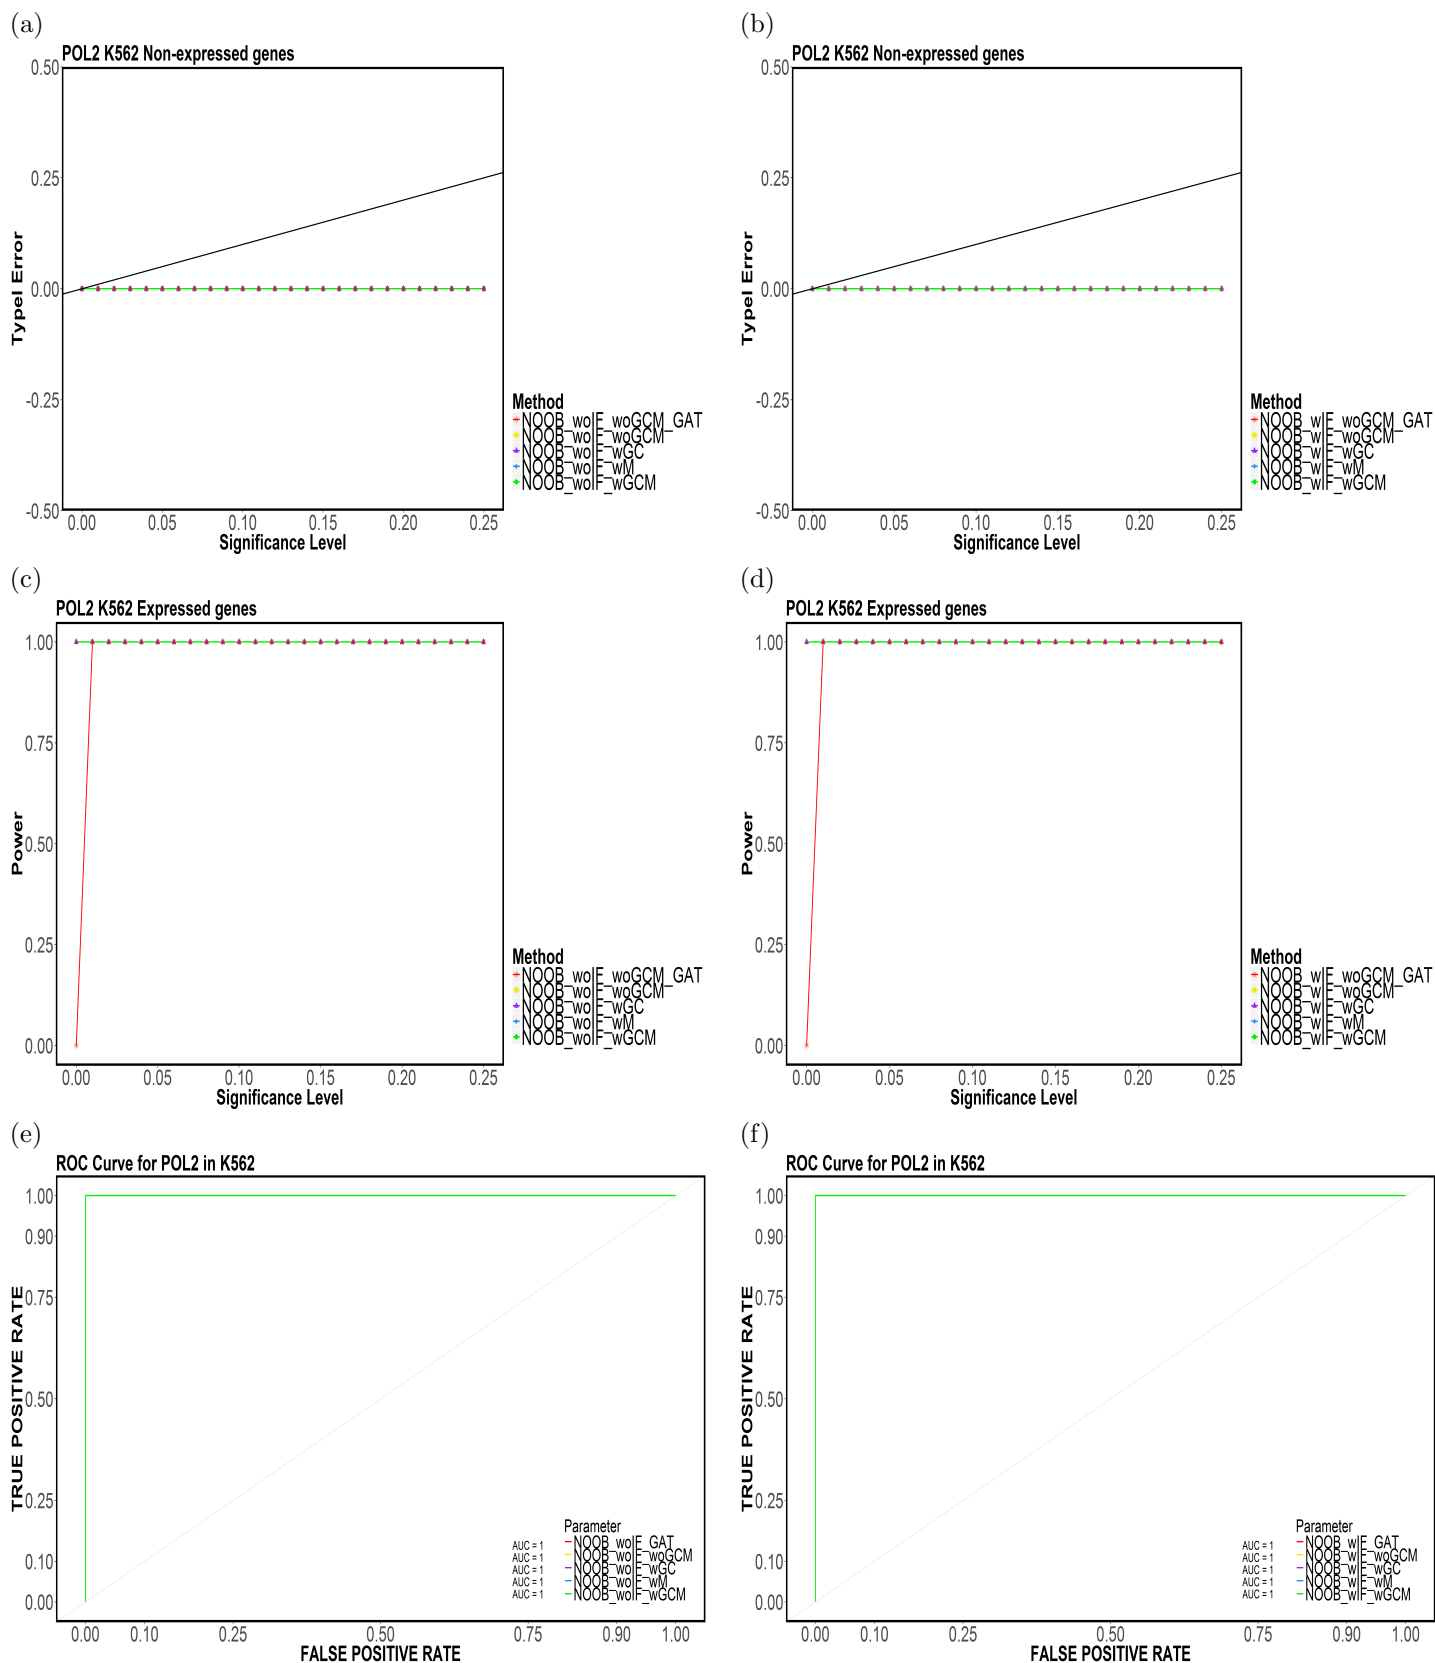 (a)
POL2 K562 Non-expressed genes
0.50
0.25
0.00
-0.25
-0.50
TypeI Error
0.00 0.05 0.10 0.15 0.20 0.25
Significance Level
Method
NOOB_woIF_woGCM_GAT
NOOB_woIF_woGCM
NOOB_woIF_wGC
NOOB_woIF_wM
NOOB_woIF_wGCM
(b)
POL2 K562 Non-expressed genes
0.50
0.25
0.00
-0.25
-0.50
TypeI Error
0.00 0.05 0.10 0.15 0.20 0.25
Significance Level
Method
NOOB_wIF_woGCM_GAT
NOOB_wIF_woGCM
NOOB_wIF_wGC
NOOB_wIF_wM
NOOB_wIF_wGCM
(c)
POL2 K562 Expressed genes
1.00
0.75
0.50
0.25
0.00
Power
0.00 0.05 0.10 0.15 0.20 0.25
Significance Level
Method
NOOB_woIF_woGCM_GAT
NOOB_woIF_woGCM
NOOB_woIF_wGC
NOOB_woIF_wM
NOOB_woIF_wGCM
(d)
POL2 K562 Expressed genes
1.00
0.75
0.50
0.25
0.00
Power
0.00 0.05 0.10 0.15 0.20 0.25
Significance Level
Method
NOOB_wIF_woGCM_GAT
NOOB_wIF_woGCM
NOOB_wIF_wGC
NOOB_wIF_wM
NOOB_wIF_wGCM
(e)
ROC Curve for POL2 in K562
1.00
0.90
0.75
0.50
0.25
0.10
0.00
TRUE POSITIVE RATE
0.00 0.10 0.25 0.50 0.75 0.90 1.00
FALSE POSITIVE RATE
Parameter
AUC = 1 NOOB_woIF_GAT
AUC = 1 NOOB_woIF_woGCM
AUC = 1 NOOB_woIF_wGC
AUC = 1 NOOB_woIF_wM
AUC = 1 NOOB_woIF_wGCM
(f)
ROC Curve for POL2 in K562
1.00
0.90
0.75
0.50
0.25
0.10
0.00
TRUE POSITIVE RATE
0.00 0.10 0.25 0.50 0.75 0.90 1.00
FALSE POSITIVE RATE
Parameter
AUC = 1 NOOB_wIF_GAT
AUC = 1 NOOB_wIF_woGCM
AUC = 1 NOOB_wIF_wGC
AUC = 1 NOOB_wIF_wM
AUC = 1 NOOB_wIF_wGCM